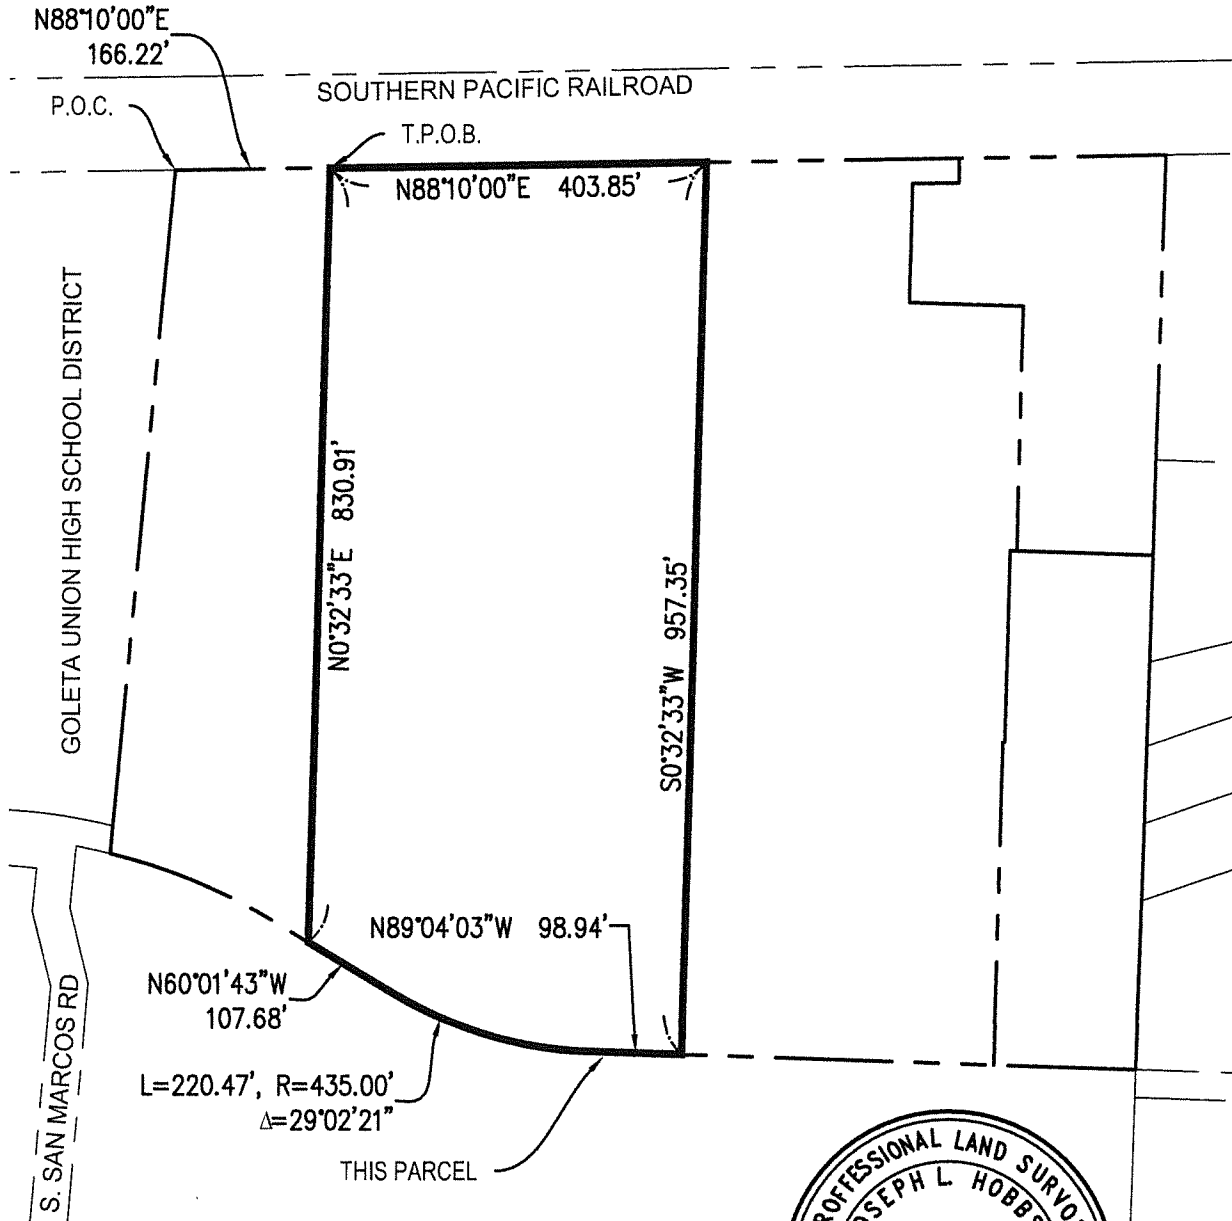 N88°10'00"E
166.22'
SOUTHERN PACIFIC RAILROAD
P.O.C.
T.P.O.B.
N88°10'00"E 403.85'
GOLETA UNION HIGH SCHOOL DISTRICT
N0°32'33"E 830.91'
S0°32'33"W 957.35'
N89°04'03"W 98.94'
N60°01'43"W
107.68'
L=220.47', R=435.00'
Δ=29°02'21"
THIS PARCEL
S. SAN MARCOS RD
PROFFESSIONAL LAND SURVO
JOSEPH L. HOBBS